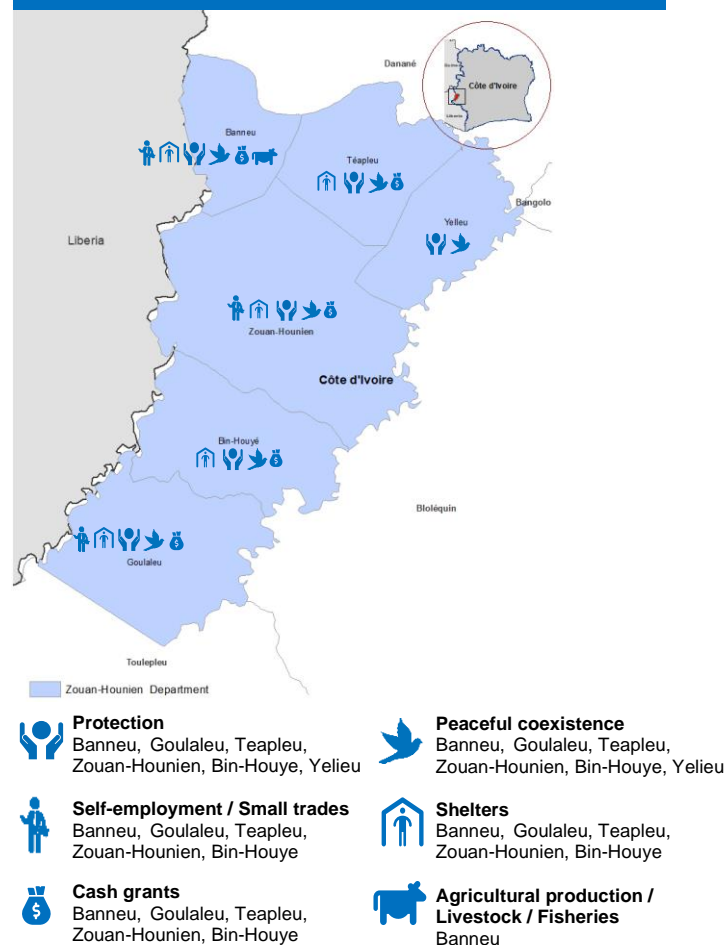 Danané
Côte d'Ivoire
Liberia
Banneu
Téapleu
Bangolo
Yelleu
Liberia
Zouan-Hounien
Côte d'Ivoire
Bin-Houyé
Bloléquin
Goulaleu
Toulepleu
Zouan-Hounien Department
Protection
Banneu, Goulaleu, Teapleu,
Zouan-Hounien, Bin-Houye, Yelieu
Peaceful coexistence
Banneu, Goulaleu, Teapleu,
Zouan-Hounien, Bin-Houye, Yelieu
Self-employment / Small trades
Banneu, Goulaleu, Teapleu,
Zouan-Hounien, Bin-Houye
Shelters
Banneu, Goulaleu, Teapleu,
Zouan-Hounien, Bin-Houye
Cash grants
Banneu, Goulaleu, Teapleu,
Zouan-Hounien, Bin-Houye
Agricultural production /
Livestock / Fisheries
Banneu